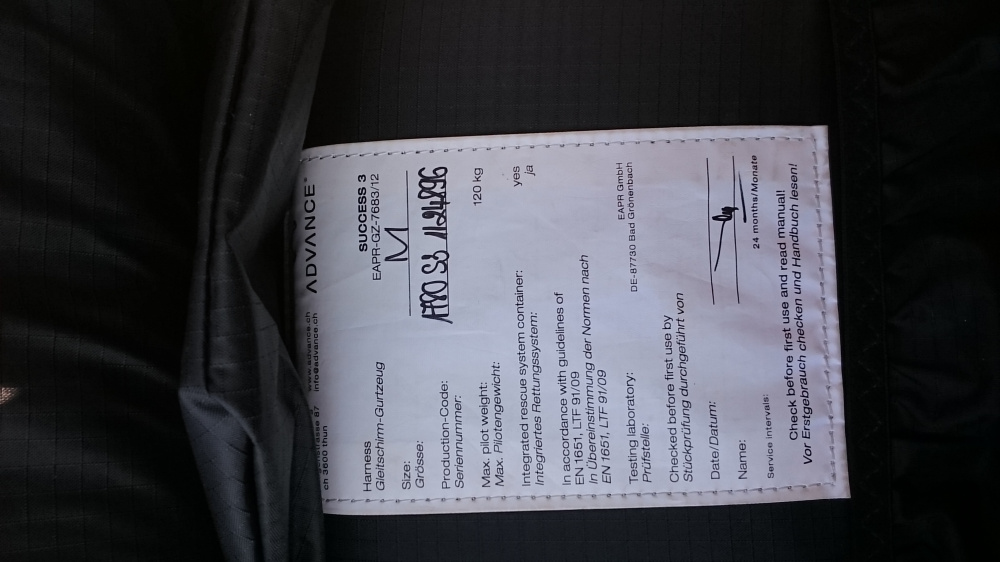 www.advance.ch
ch 3600 thun info@advance.ch
ADVANCE
Harness SUCCESS 3
Gleitschirm-Gurtzeug EAPR-GZ-7683/12
Size: M
Grösse:
Production-Code:
Seriennummer:
Max. pilot weight: 120 kg
Max. Pilotengewicht:
Integrated rescue system container: yes
Integriertes Rettungssystem: ja
In accordance with guidelines of
EN 1651, LTF 91/09
In Übereinstimmung der Normen nach
EN 1651, LTF 91/09
Testing laboratory: EAPR GmbH
Prüfstelle: DE-87730 Bad Grönenbach
Checked before first use by
Stückprüfung durchgeführt von
Date/Datum:
Name:
Service intervals: 24 months/Monate
Check before first use and read manual!
Vor Erstgebrauch checken und Handbuch lesen!